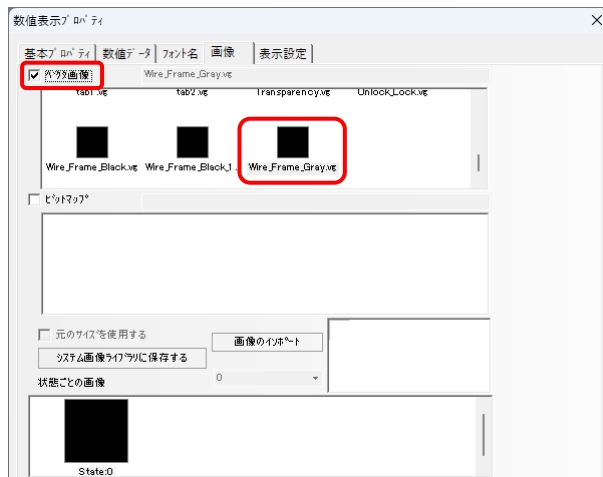 数値表示ﾌﾟﾛﾊﾟﾃｨ
基本ﾌﾟﾛﾊﾟﾃｨ 数値ﾃﾞｰﾀ ﾌｫﾝﾄ名 画像 表示設定
ﾍﾞｸﾀ画像 Wire_Frame_Gray.vg
tab1.vg tab2.vg Transparency.vg Unlock_Lock.vg
Wire_Frame_Black.vg Wire_Frame_Black_1 Wire_Frame_Gray.vg
ﾋﾞｯﾄﾏｯﾌﾟ
元のｻｲｽﾞを使用する
画像のｲﾝﾎﾟｰﾄ
ｼｽﾃﾑ画像ﾗｲﾌﾞﾗﾘに保存する
状態ごとの画像 0
State:0